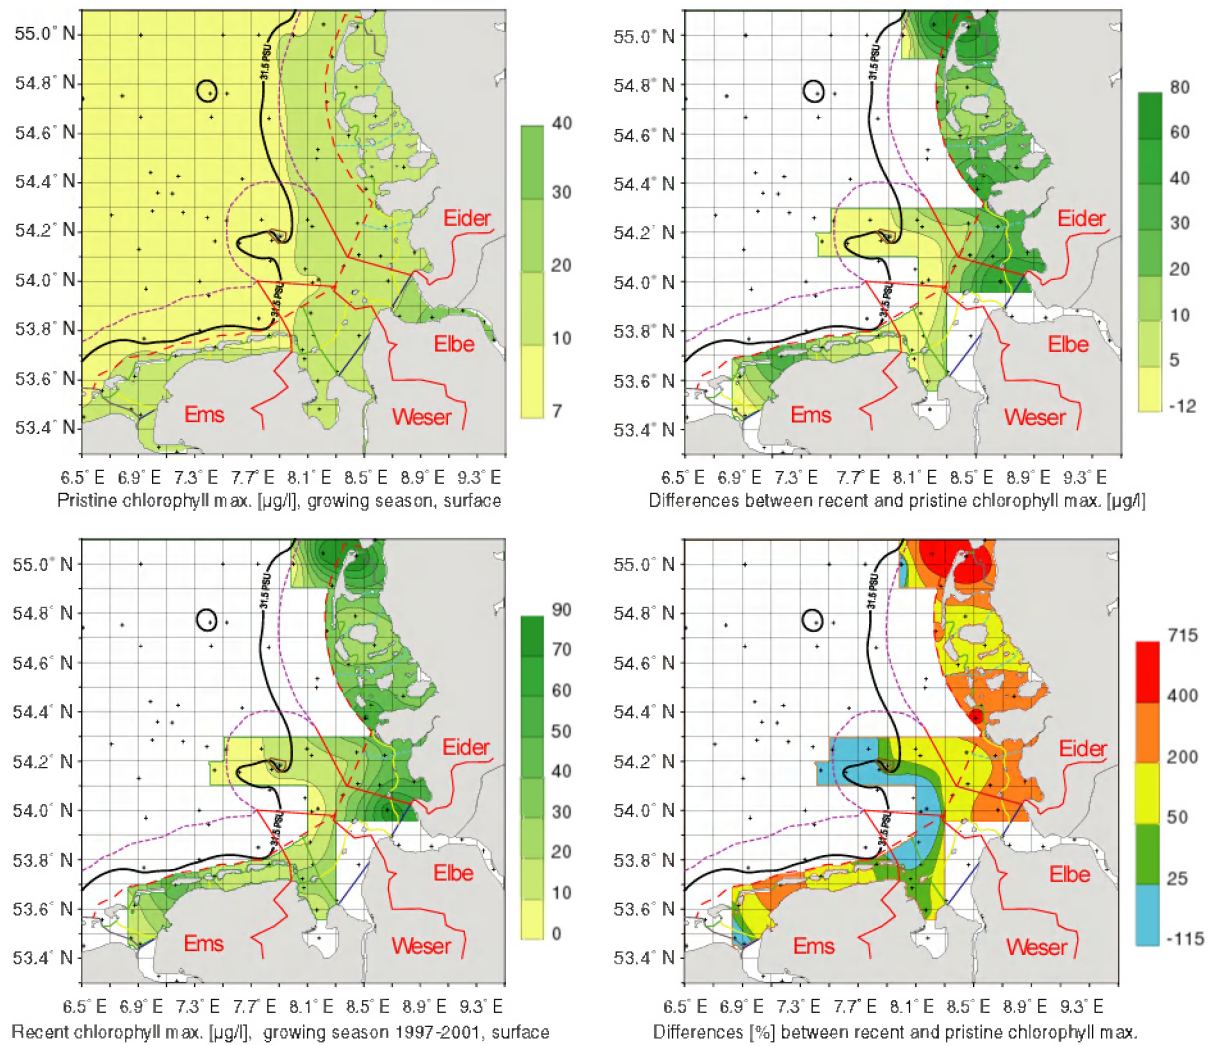 55.0° N
54.8° N
54.6° N
54.4° N
54.2° N
54.0° N
53.8° N
53.6° N
53.4° N
31.5 PSU
31.5 PSU
Eider
Elbe
Ems
Weser
40
30
20
10
7
6.5° E 6.9° E 7.3° E 7.7° E 8.1° E 8.5° E 8.9° E 9.3° E
Pristine chlorophyll max. [µg/l], growing season, surface
55.0° N
54.8° N
54.6° N
54.4° N
54.2° N
54.0° N
53.8° N
53.6° N
53.4° N
31.5 PSU
31.5 PSU
Eider
Elbe
Ems
Weser
80
60
40
30
20
10
5
-12
6.5° E 6.9° E 7.3° E 7.7° E 8.1° E 8.5° E 8.9° E 9.3° E
Differences between recent and pristine chlorophyll max. [µg/l]
55.0° N
54.8° N
54.6° N
54.4° N
54.2° N
54.0° N
53.8° N
53.6° N
53.4° N
31.5 PSU
31.5 PSU
Eider
Elbe
Ems
Weser
90
70
60
50
40
30
20
10
0
6.5° E 6.9° E 7.3° E 7.7° E 8.1° E 8.5° E 8.9° E 9.3° E
Recent chlorophyll max. [µg/l], growing season 1997-2001, surface
55.0° N
54.8° N
54.6° N
54.4° N
54.2° N
54.0° N
53.8° N
53.6° N
53.4° N
31.5 PSU
31.5 PSU
Eider
Elbe
Ems
Weser
715
400
200
50
25
-115
6.5° E 6.9° E 7.3° E 7.7° E 8.1° E 8.5° E 8.9° E 9.3° E
Differences [%] between recent and pristine chlorophyll max.